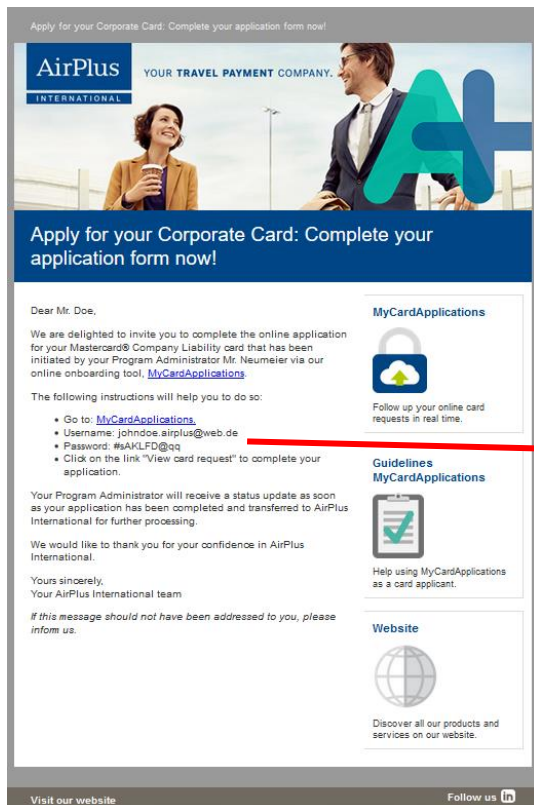 Apply for your Corporate Card: Complete your application form now!
AirPlus
INTERNATIONAL
YOUR TRAVEL PAYMENT COMPANY.
A+
Apply for your Corporate Card: Complete your
application form now!
Dear Mr. Doe,
We are delighted to invite you to complete the online application
for your Mastercard® Company Liability card that has been
initiated by your Program Administrator Mr. Neumeier via our
online onboarding tool, MyCardApplications.
The following instructions will help you to do so:
• Go to: MyCardApplications.
• Username: johndoe.airplus@web.de
• Password: #sAKLFD@qq
• Click on the link "View card request" to complete your
application.
Your Program Administrator will receive a status update as soon
as your application has been completed and transferred to AirPlus
International for further processing.
We would like to thank you for your confidence in AirPlus
International.
Yours sincerely,
Your AirPlus International team
If this message should not have been addressed to you, please
inform us.
MyCardApplications
Follow up your online card
requests in real time.
Guidelines
MyCardApplications
Help using MyCardApplications
as a card applicant.
Website
Discover all our products and
services on our website.
Visit our website
Follow us in